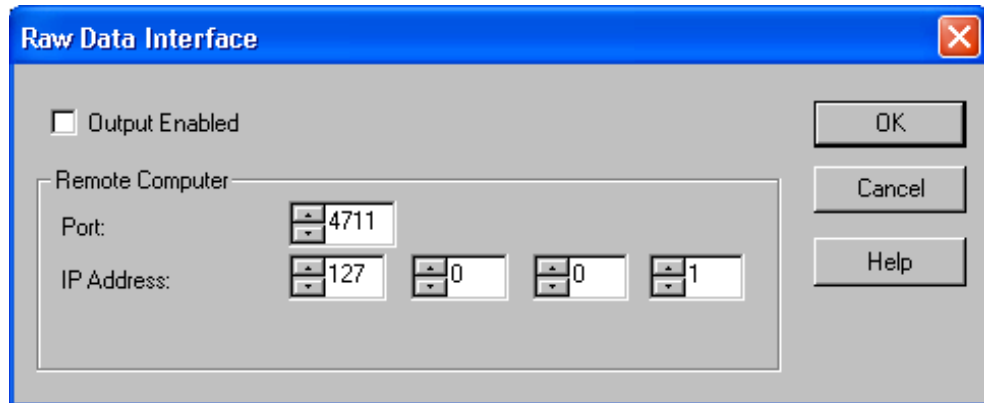 Raw Data Interface
Output Enabled
OK
Remote Computer
Cancel
Port: 4711
IP Address: 127 0 0 1
Help